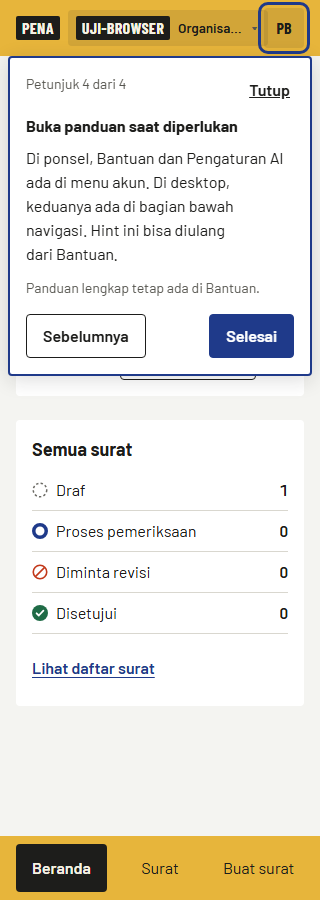 PENA UJI-BROWSER Organisa... PB
Petunjuk 4 dari 4
Tutup
Buka panduan saat diperlukan
Di ponsel, Bantuan dan Pengaturan AI
ada di menu akun. Di desktop,
keduanya ada di bagian bawah
navigasi. Hint ini bisa diulang
dari Bantuan.
Panduan lengkap tetap ada di Bantuan.
Sebelumnya Selesai
Semua surat
Draf 1
Proses pemeriksaan 0
Diminta revisi 0
Disetujui 0
Lihat daftar surat
Beranda Surat Buat surat